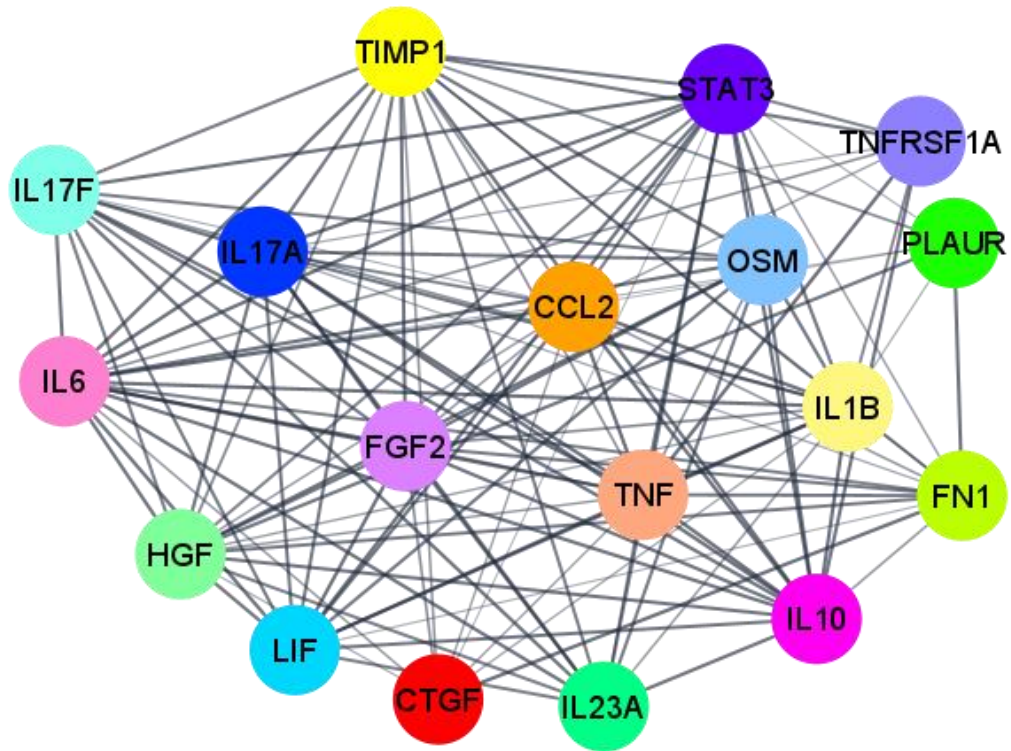 TIMP1
STAT3
TNFRSF1A
IL17F
IL17A
OSM
PLAUR
CCL2
IL6
IL1B
FGF2
TNF
FN1
HGF
IL10
LIF
CTGF
IL23A